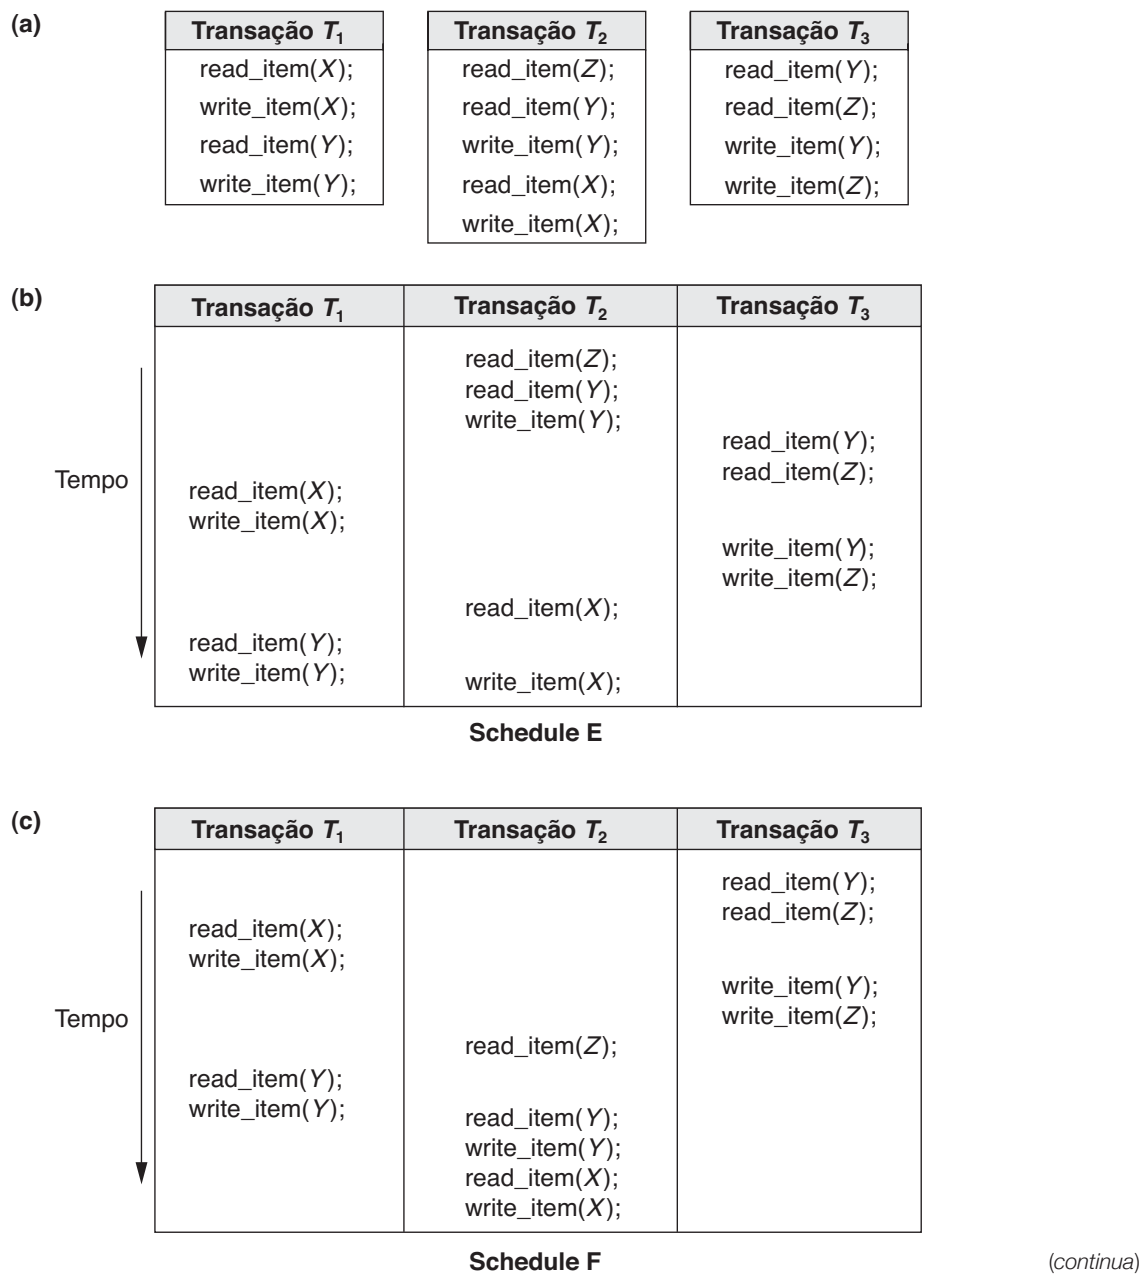 (a)
Transação T1
read_item(X);
write_item(X);
read_item(Y);
write_item(Y);
Transação T2
read_item(Z);
read_item(Y);
write_item(Y);
read_item(X);
write_item(X);
Transação T3
read_item(Y);
read_item(Z);
write_item(Y);
write_item(Z);
(b)
Transação T1 Transação T2 Transação T3
Tempo
read_item(Z);
read_item(Y);
write_item(Y);
read_item(Y);
read_item(Z);
read_item(X);
write_item(X);
write_item(Y);
write_item(Z);
read_item(X);
read_item(Y);
write_item(Y);
write_item(X);
Schedule E
(c)
Transação T1 Transação T2 Transação T3
Tempo
read_item(Y);
read_item(Z);
read_item(X);
write_item(X);
write_item(Y);
write_item(Z);
read_item(Z);
read_item(Y);
write_item(Y);
read_item(Y);
write_item(Y);
read_item(X);
write_item(X);
Schedule F
(continua)